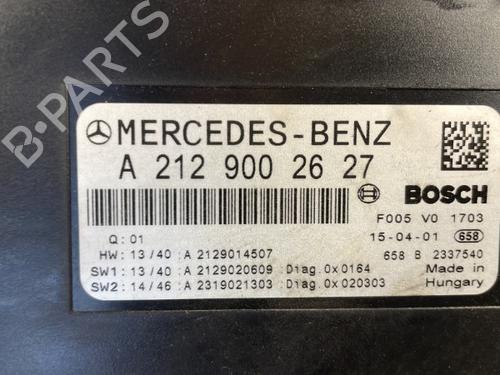 B-PARTS
MERCEDES-BENZ
A 212 900 26 27
BOSCH
F005 V0 1703
Q: 01
15-04-01 658
HW: 13/40 : A 2129014507
658 B 2337540
SW1: 13/40 : A 2129020609 : Diag.0x0164
Made in
SW2: 14/46 : A 2319021303 : Diag.0x020303
Hungary